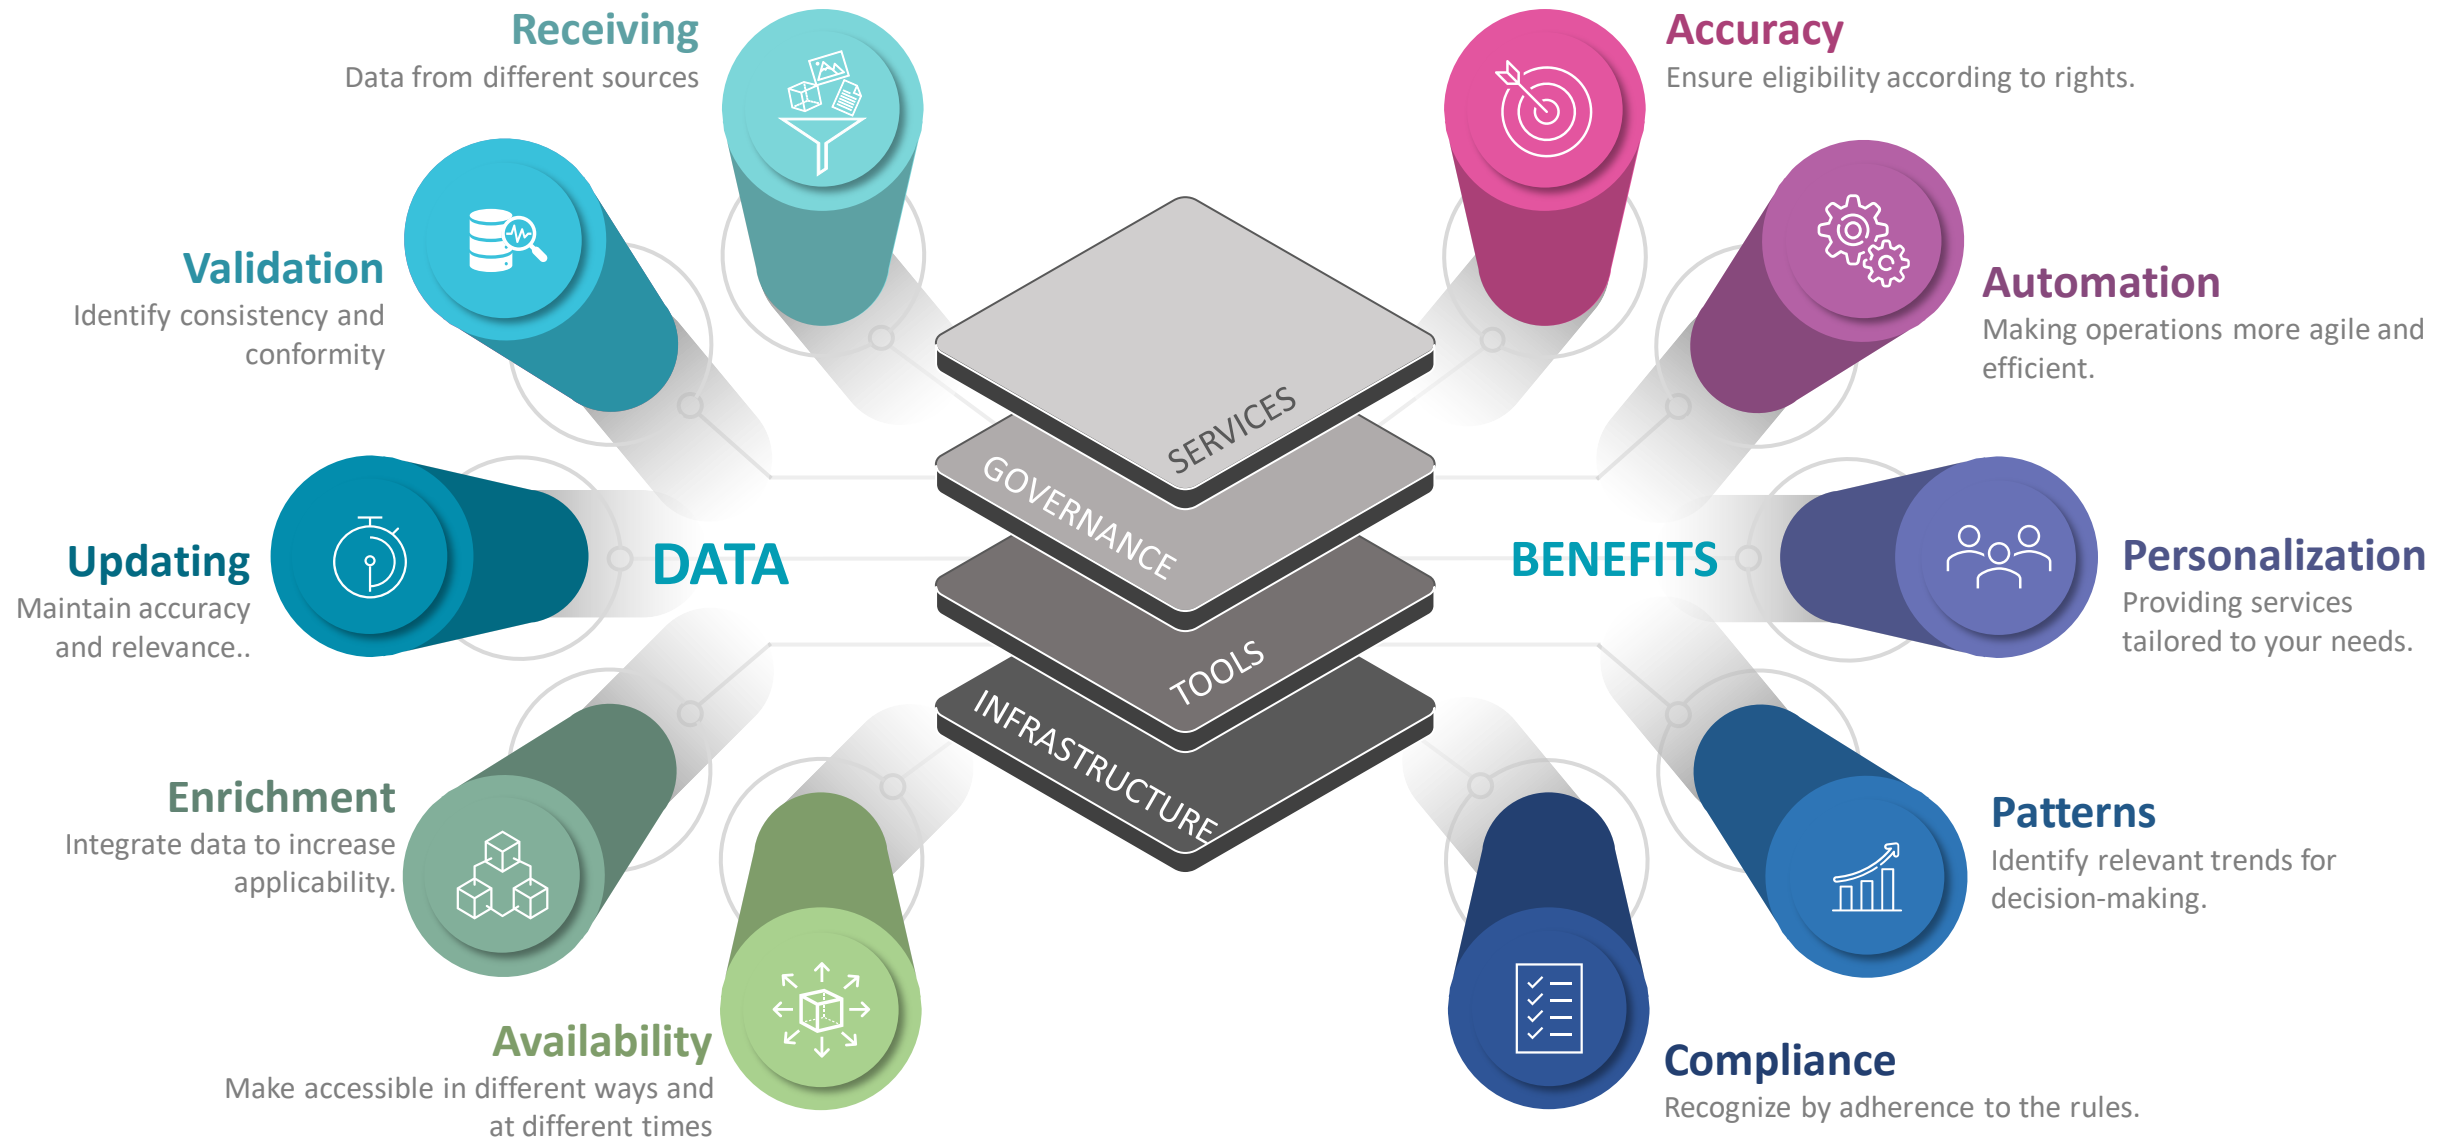 Receiving
Data from different sources
Validation
Identify consistency and
conformity
Updating
Maintain accuracy
and relevance..
Enrichment
Integrate data to increase
applicability.
Availability
Make accessible in different ways and
at different times
DATA
SERVICES
GOVERNANCE
TOOLS
INFRASTRUCTURE
BENEFITS
Accuracy
Ensure eligibility according to rights.
Automation
Making operations more agile and
efficient.
Personalization
Providing services
tailored to your needs.
Patterns
Identify relevant trends for
decision-making.
Compliance
Recognize by adherence to the rules.